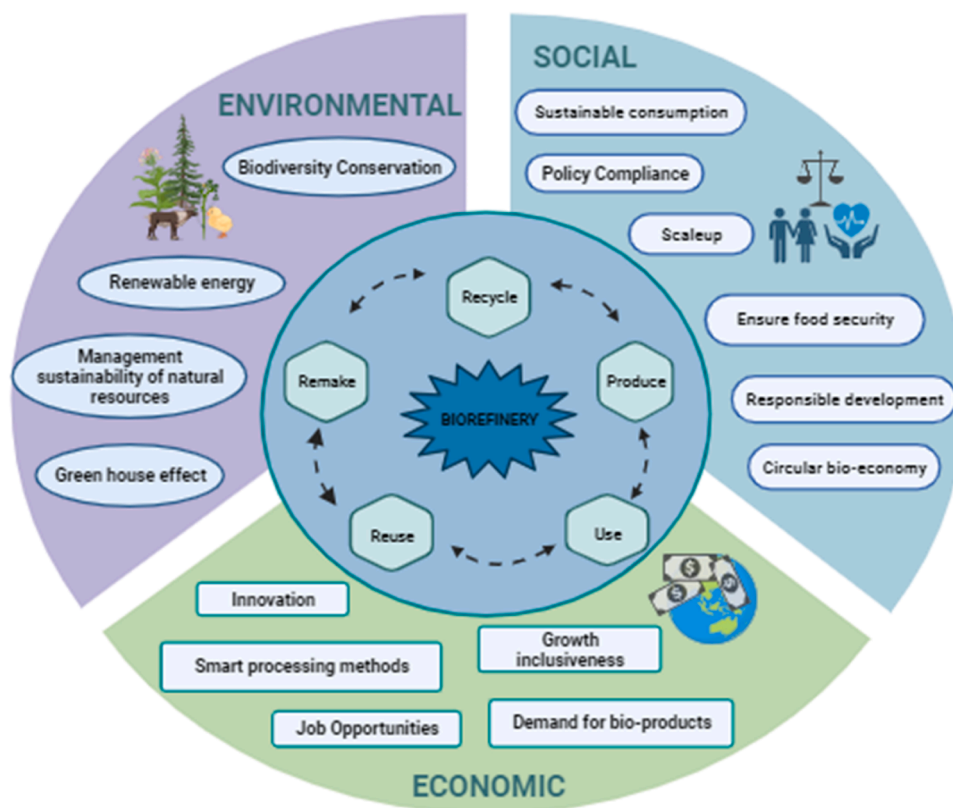 ENVIRONMENTAL
Biodiversity Conservation
Renewable energy
Management
sustainability of natural
resources
Green house effect
SOCIAL
Sustainable consumption
Policy Compliance
Scaleup
Ensure food security
Responsible development
Circular bio-economy
Recycle
Remake
Produce
BIOREFINERY
Reuse
Use
Innovation
Growth
inclusiveness
Smart processing methods
Job Opportunities
Demand for bio-products
ECONOMIC
$
$
$